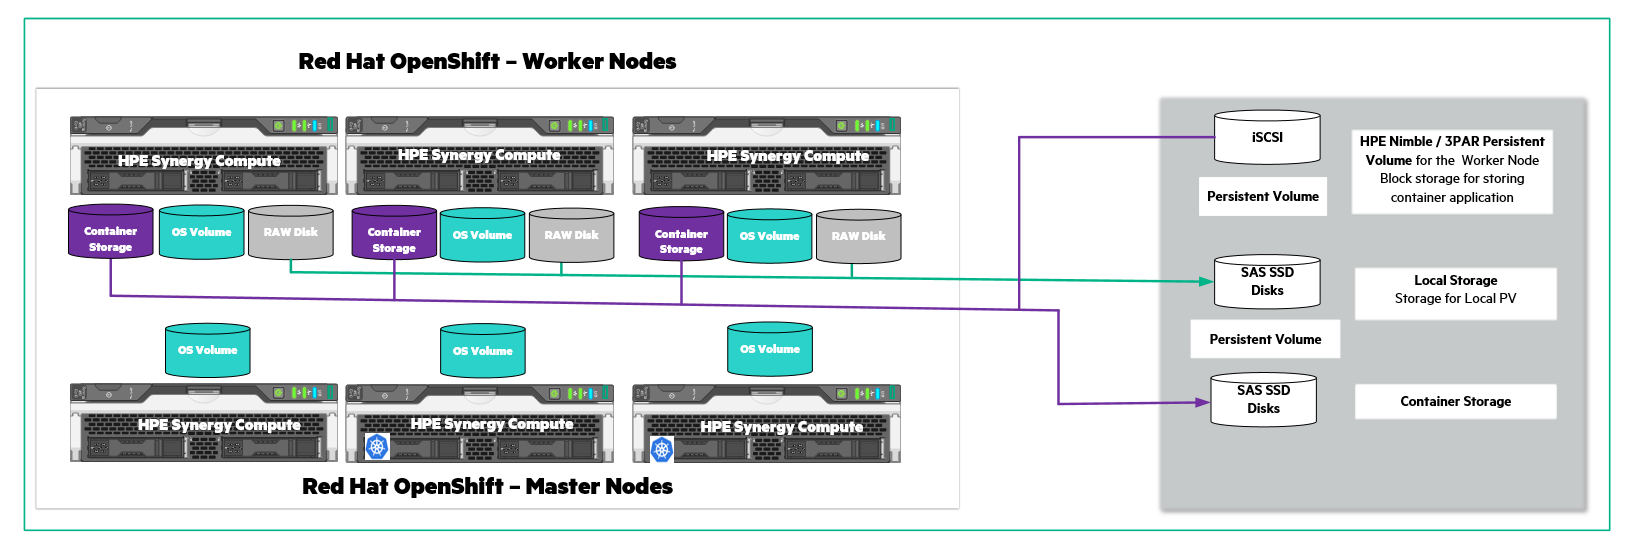 Red Hat OpenShift – Worker Nodes
HPE Synergy Compute
HPE Synergy Compute
HPE Synergy Compute
Container
Storage
OS Volume
RAW Disk
Container
Storage
OS Volume
RAW Disk
Container
Storage
OS Volume
RAW Disk
OS Volume
OS Volume
OS Volume
HPE Synergy Compute
HPE Synergy Compute
HPE Synergy Compute
Red Hat OpenShift – Master Nodes
iSCSI
Persistent Volume
HPE Nimble / 3PAR Persistent
Volume for the Worker Node
Block storage for storing
container application
SAS SSD
Disks
Local Storage
Storage for Local PV
Persistent Volume
SAS SSD
Disks
Container Storage